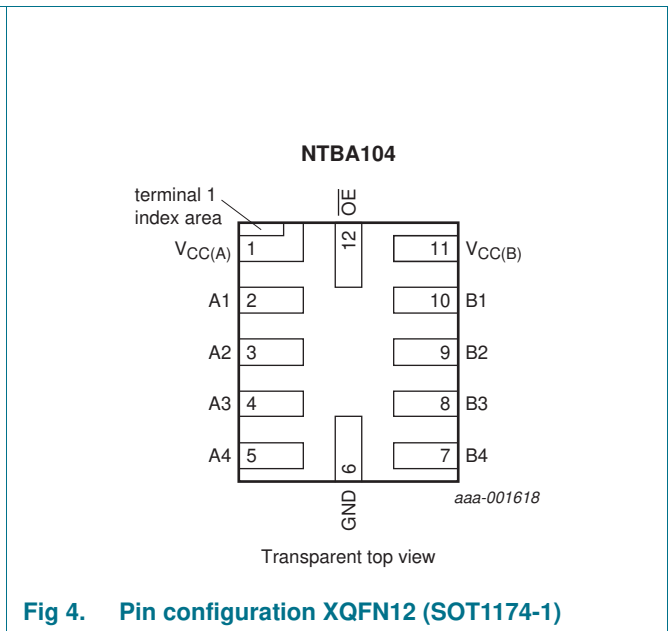 NTBA104
terminal 1
index area
OE
12
VCC(A) 1
11 VCC(B)
A1 2
10 B1
A2 3
9 B2
A3 4
8 B3
A4 5
7 B4
6
GND
aaa-001618
Transparent top view
Fig 4. Pin configuration XQFN12 (SOT1174-1)